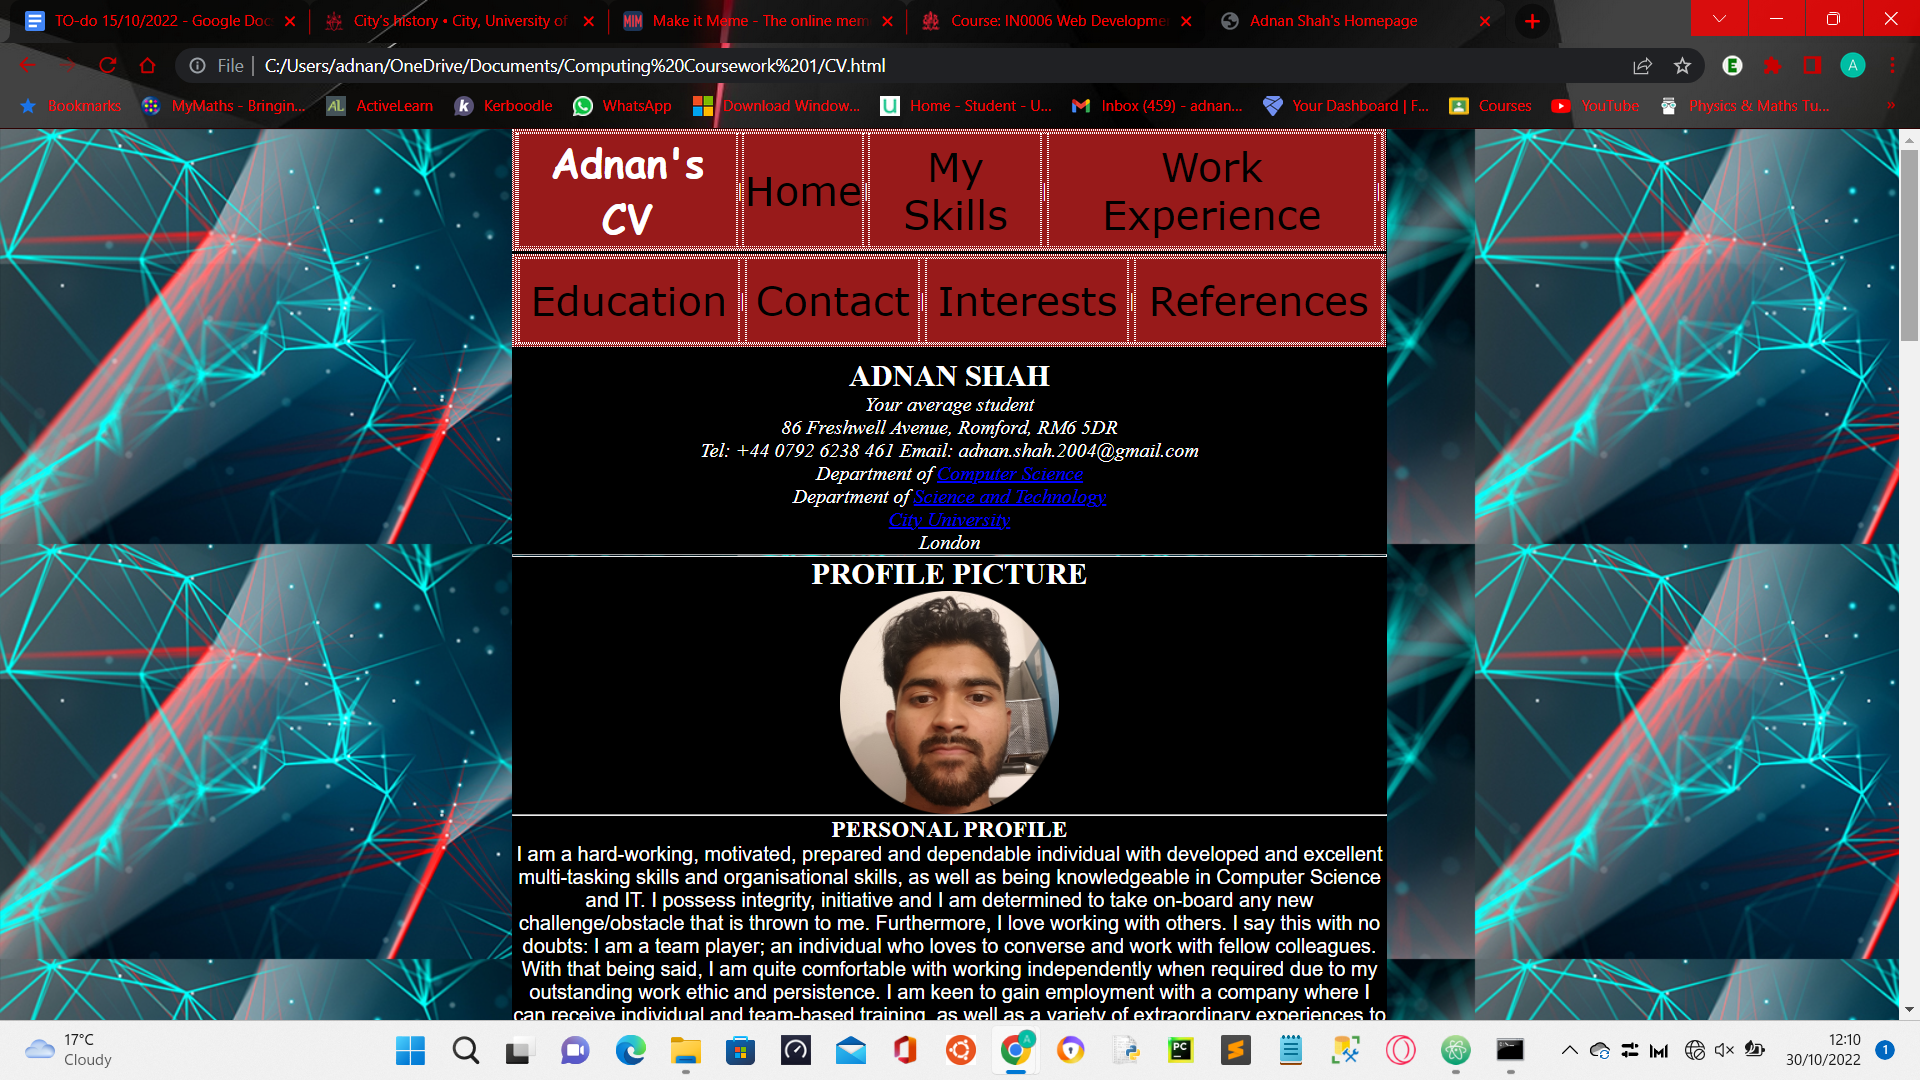 TO-do 15/10/2022 - Google Doc
City's history • City, University of
MIM
Make it Meme - The online mem
Course: IN0006 Web Developme
Adnan Shah's Homepage
File
C:/Users/adnan/OneDrive/Documents/Computing%20Coursework%201/CV.html
E
A
Bookmarks
MyMaths - Bringin...
AL
ActiveLearn
k
Kerboodle
WhatsApp
Download Window...
U
Home - Student - U...
Inbox (459) - adnan...
Your Dashboard | F...
Courses
YouTube
Physics & Maths Tu...
»
Adnan's
CV
Home
My
Skills
Work
Experience
Education
Contact
Interests
References
ADNAN SHAH
Your average student
86 Freshwell Avenue, Romford, RM6 5DR
Tel: +44 0792 6238 461 Email: adnan.shah.2004@gmail.com
Department of Computer Science
Department of Science and Technology
City University
London
PROFILE PICTURE
PERSONAL PROFILE
I am a hard-working, motivated, prepared and dependable individual with developed and excellent
multi-tasking skills and organisational skills, as well as being knowledgeable in Computer Science
and IT. I possess integrity, initiative and I am determined to take on-board any new
challenge/obstacle that is thrown to me. Furthermore, I love working with others. I say this with no
doubts: I am a team player; an individual who loves to converse and work with fellow colleagues.
With that being said, I am quite comfortable with working independently when required due to my
outstanding work ethic and persistence. I am keen to gain employment with a company where I
can receive individual and team-based training, as well as a variety of extraordinary experiences to
17°C
Cloudy
A
PC
12:10
30/10/2022
1